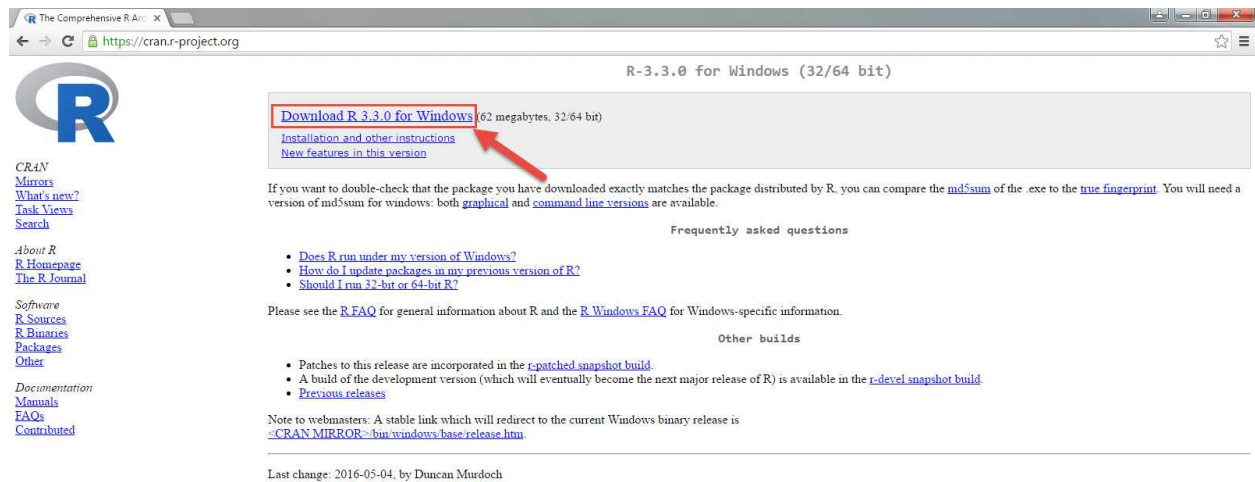 The Comprehensive R Arc
https://cran.r-project.org
R
CRAN
Mirrors
What's new?
Task Views
Search
About R
R Homepage
The R Journal
Software
R Sources
R Binaries
Packages
Other
Documentation
Manuals
FAQs
Contributed
R-3.3.0 for Windows (32/64 bit)
Download R 3.3.0 for Windows (62 megabytes, 32/64 bit)
Installation and other instructions
New features in this version
If you want to double-check that the package you have downloaded exactly matches the package distributed by R, you can compare the md5sum of the .exe to the true fingerprint. You will need a
version of md5sum for windows: both graphical and command line versions are available.
Frequently asked questions
• Does R run under my version of Windows?
• How do I update packages in my previous version of R?
• Should I run 32-bit or 64-bit R?
Please see the R FAQ for general information about R and the R Windows FAQ for Windows-specific information.
Other builds
• Patches to this release are incorporated in the r-patched snapshot build.
• A build of the development version (which will eventually become the next major release of R) is available in the r-devel snapshot build.
• Previous releases
Note to webmasters: A stable link which will redirect to the current Windows binary release is
<CRAN MIRROR>/bin/windows/base/release.htm.
Last change: 2016-05-04, by Duncan Murdoch